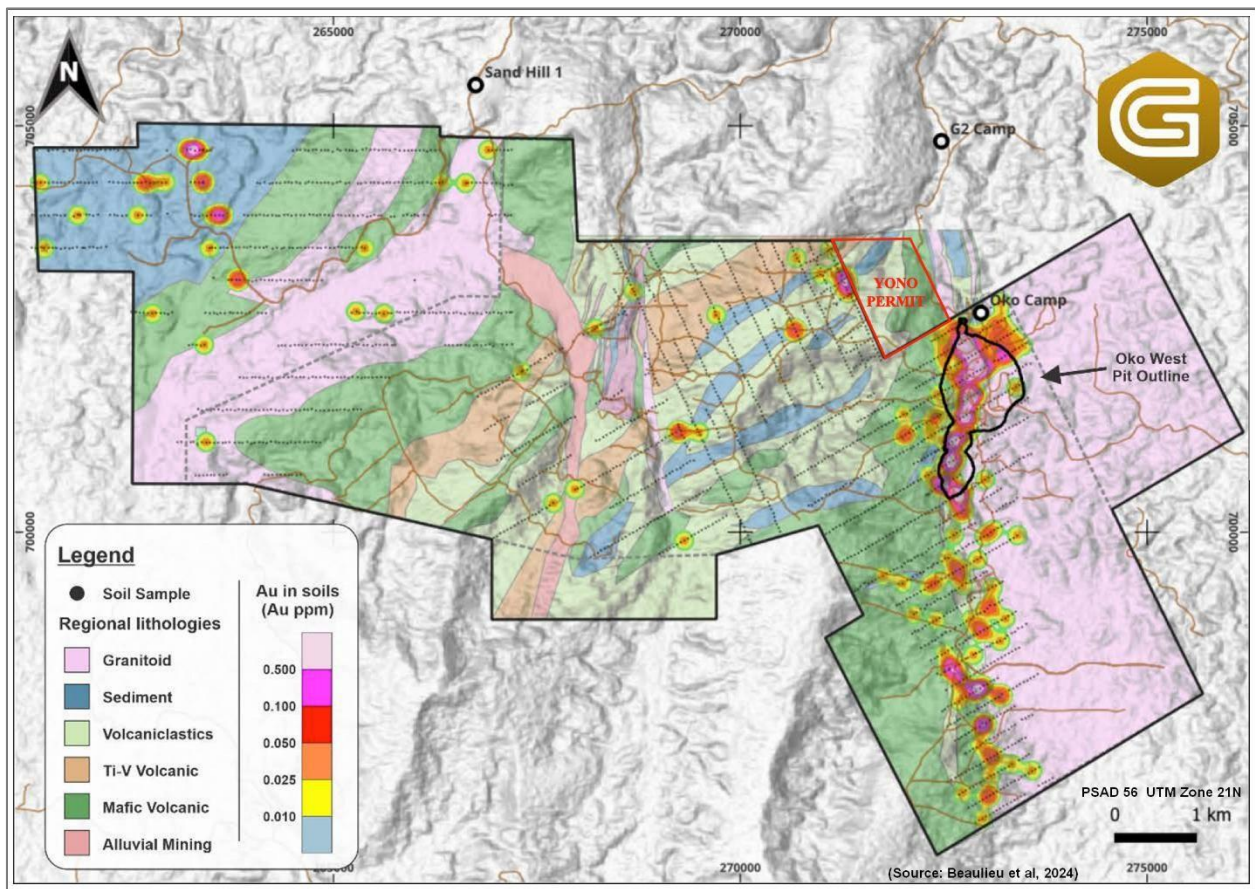 265000
270000
275000
N
Sand Hill 1
G2 Camp
705000
705000
YONO
PERMIT
Oko Camp
Oko West
Pit Outline
700000
700000
Legend
Soil Sample
Regional lithologies
Granitoid
Sediment
Volcaniclastics
Ti-V Volcanic
Mafic Volcanic
Alluvial Mining
Au in soils
(Au ppm)
0.500
0.100
0.050
0.025
0.010
PSAD 56 UTM Zone 21N
0 1 km
265000
270000
275000
(Source: Beaulieu et al, 2024)